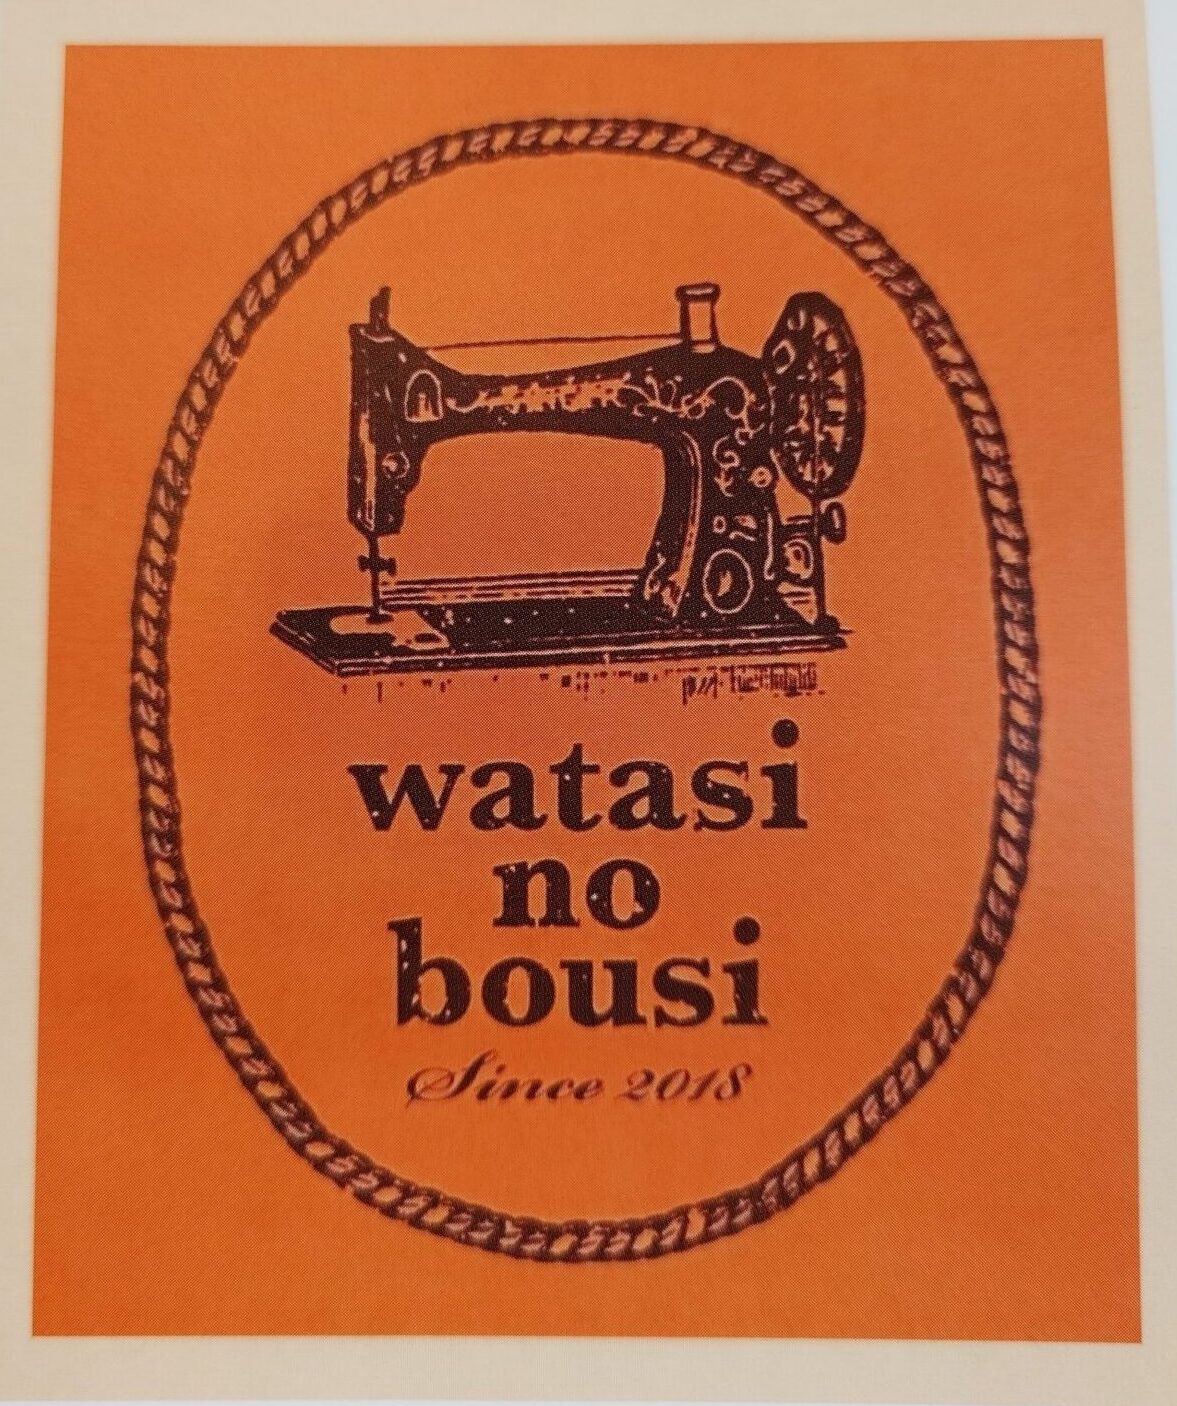 watasi
no
bousi
Since 2018